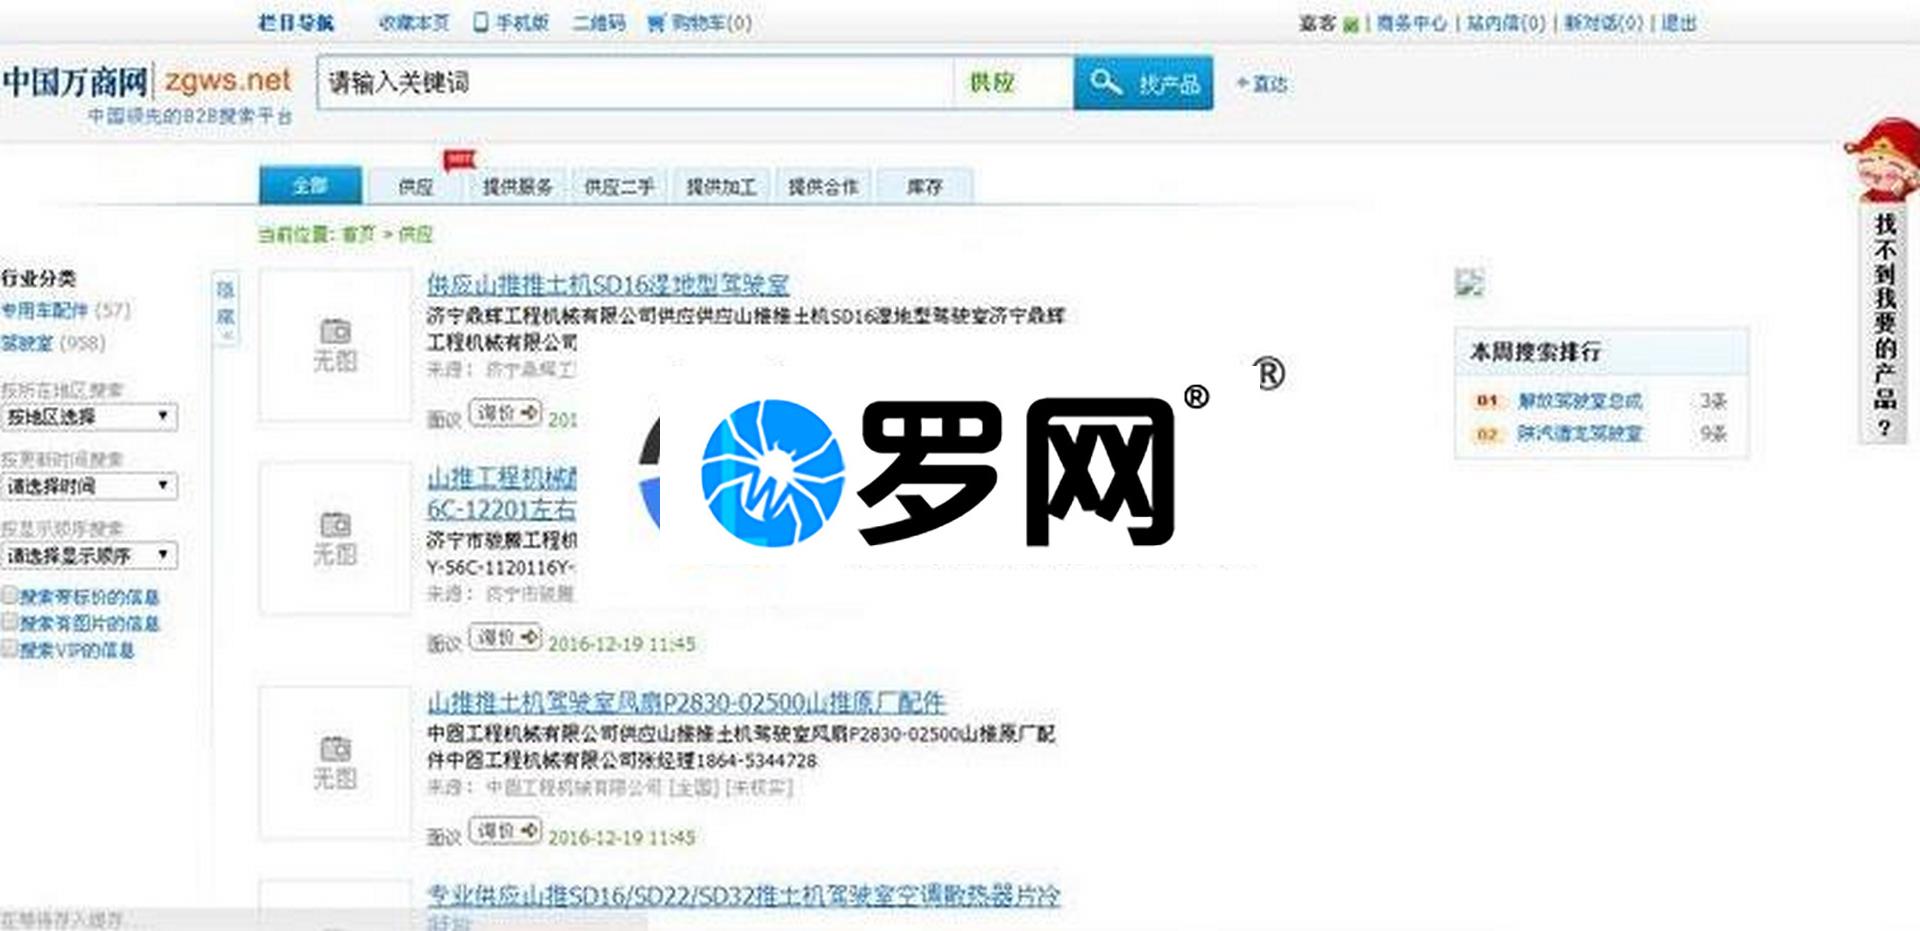 栏目导航 收藏本页 手机版 二维码 购物车(0)
嘉客 | 商务中心 | 站内信(0) | 新对话(0) | 退出
中国万商网 zgws.net
中国领先的B2B搜索平台
请输入关键词 供应 找产品 直达
HOT
全部 供应 提供服务 供应二手 提供加工 提供合作 库存
当前位置: 首页 > 供应
行业分类
专用车配件 (57)
驾驶室 (958)
隐藏
按所在地区搜索
按地区选择
按更新时间搜索
请选择时间
按显示顺序搜索
请选择显示顺序
搜索带标价的信息
搜索有图片的信息
搜索VIP的信息
无图
供应山推推土机SD16湿地型驾驶室
济宁鼎辉工程机械有限公司供应供应山推推土机SD16湿地型驾驶室济宁鼎辉
工程机械有限公司
来源: 济宁鼎辉工
面议 询价 201
无图
山推工程机械
6C-12201左右
济宁市骏腾工程机
Y-56C-1120116Y-
来源: 济宁市骏腾
面议 询价 2016-12-19 11:45
无图
山推推土机驾驶室风扇P2830-02500山推原厂配件
中国工程机械有限公司供应山推推土机驾驶室风扇P2830-02500山推原厂配
件中国工程机械有限公司张经理1864-5344728
来源: 中国工程机械有限公司 [全国] [未核实]
面议 询价 2016-12-19 11:45
专业供应山推SD16/SD22/SD32推土机驾驶室空调散热器片冷
罗网®
®
本周搜索排行
01 解放驾驶室总成 3条
02 陕汽德龙驾驶室 9条
找不到我要的产品?